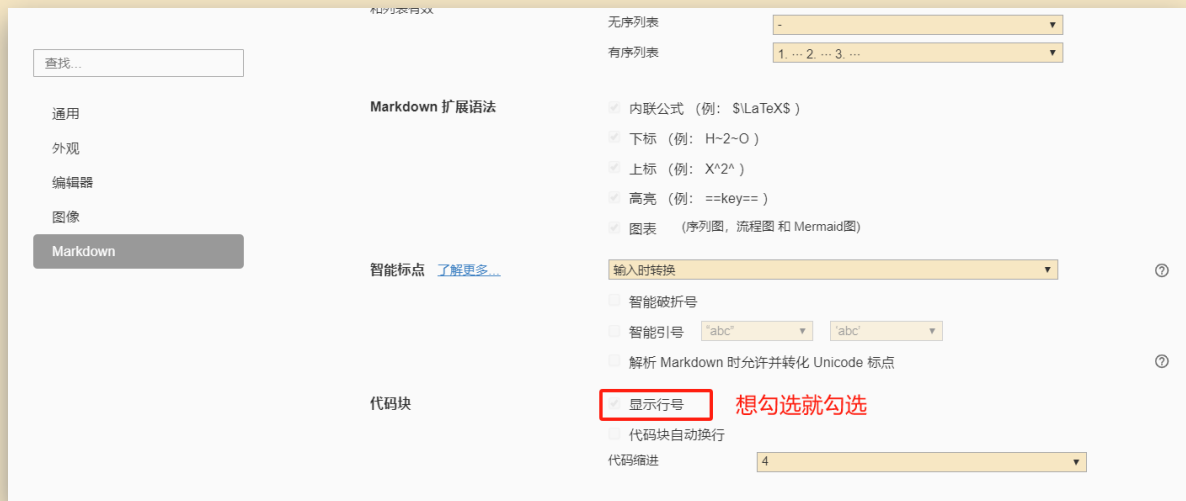 和列表有效
无序列表
-
有序列表
1. ··· 2. ··· 3. ···
查找...
通用
外观
编辑器
图像
Markdown
Markdown 扩展语法
内联公式 (例: $\LaTeX$ )
下标 (例: H~2~O )
上标 (例: X^2^ )
高亮 (例: ==key== )
图表 (序列图，流程图 和 Mermaid图)
智能标点 了解更多...
输入时转换
智能破折号
智能引号 “abc” ‘abc’
解析 Markdown 时允许并转化 Unicode 标点
代码块
显示行号 想勾选就勾选
代码块自动换行
代码缩进 4